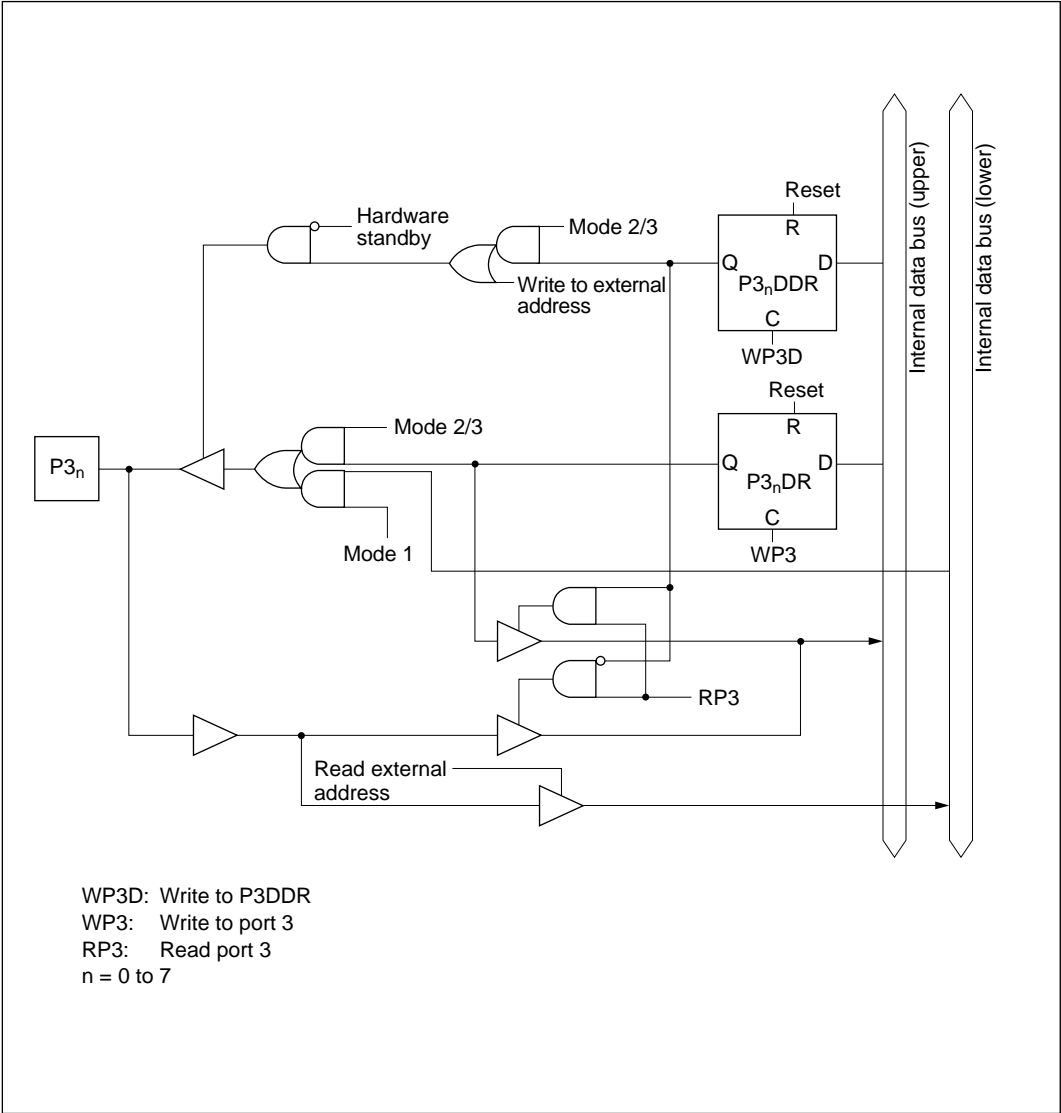 Reset
Hardware
standby
Mode 2/3
R
Q
D
P3nDDR
Write to external
address
C
WP3D
Internal data bus (upper)
Internal data bus (lower)
Reset
Mode 2/3
R
P3n
Q
D
P3nDR
C
Mode 1
WP3
RP3
Read external
address
WP3D: Write to P3DDR
WP3: Write to port 3
RP3: Read port 3
n = 0 to 7